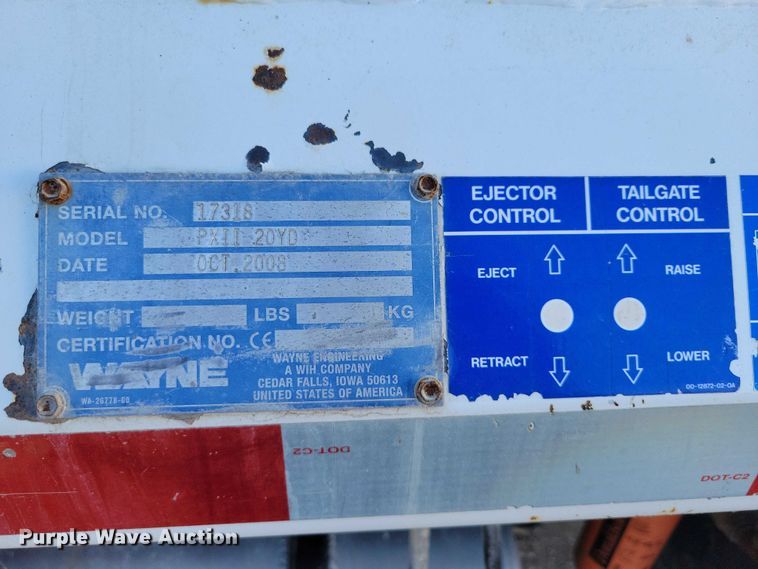 SERIAL NO. 17318
MODEL PXII 20YD
DATE OCT.2008
WEIGHT LBS KG
CERTIFICATION NO. CE
WAYNE
WAYNE ENGINEERING
A WIH COMPANY
CEDAR FALLS, IOWA 50613
UNITED STATES OF AMERICA
WA-26778-00
EJECTOR
CONTROL
TAILGATE
CONTROL
EJECT
RAISE
RETRACT
LOWER
DD-12672-02-0A
DOT-C2
DOT-C2
Purple Wave Auction